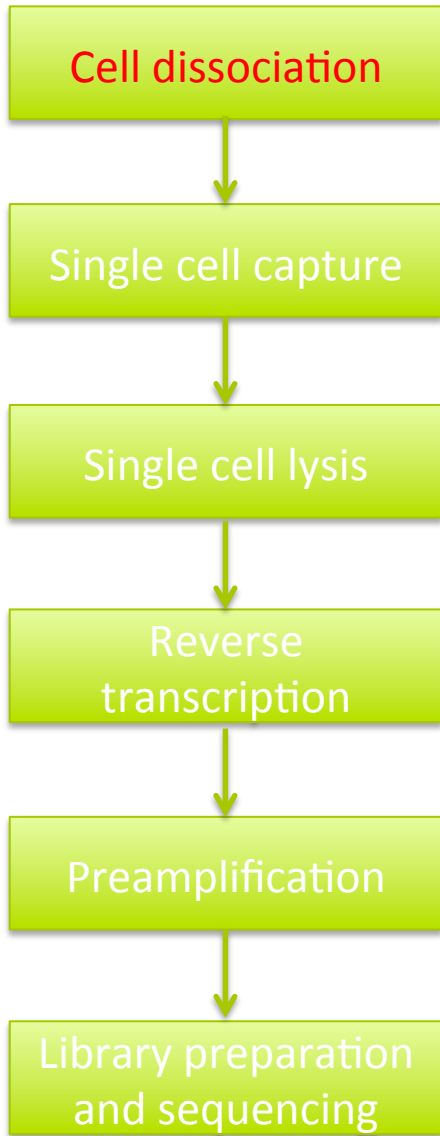 Cell dissociation
Single cell capture
Single cell lysis
Reverse
transcription
Preamplification
Library preparation
and sequencing